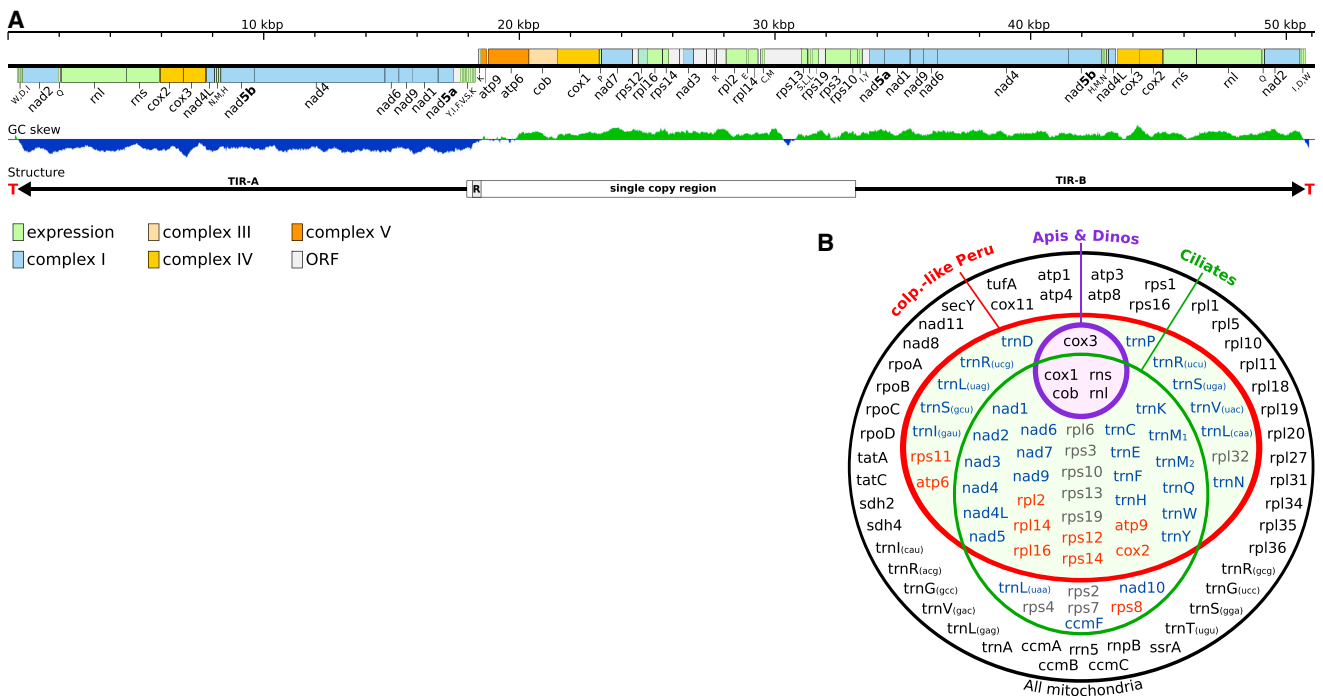 A
10 kbp 20 kbp 30 kbp 40 kbp 50 kbp
W,D,I nad2 Q rnl rns cox2 cox3 nad4L N,M,H nad5b nad4 nad6 nad9 nad1 nad5a Y,I,F,V,S,K K atp9 atp6 cob cox1 P nad7 rps12 rpl16 rps14 nad3 R rpl2 E rpl14 C,M rps13 rps19 rps3 rps10 I,Y nad5a nad1 nad9 nad6 nad4 nad5b H,M,N nad4L cox3 cox2 rns rnl Q nad2 I,D,W
GC skew
Structure
T TIR-A R single copy region TIR-B T
expression complex III complex V
complex I complex IV ORF
B
colp.-like Peru
Apis & Dinos
Ciliates
tufA atp1 atp3 rps1
secY cox11 atp4 atp8 rps16 rpl1
nad11 rpl5
nad8 trnD cox3 trnP rpl10
rpoA trnR(ucg) trnR(ucu) rpl11
rpoB trnL(uag) cox1 rns trnS(uga) rpl18
cob rnl
rpoC trnS(gcu) nad1 trnK trnV(uac) rpl19
rpoD trnI(gau) nad2 nad6 rpl6 trnC trnM1 trnL(caa) rpl20
tatA rps11 nad3 nad7 rps3 trnE trnM2 rpl32 rpl27
tatC atp6 nad4 nad9 rps10 trnF trnQ trnN rpl31
sdh2 rpl2 rps13 trnH rpl34
sdh4 nad4L rpl14 rps19 atp9 trnW rpl35
nad5 rps12 trnY
trnI(cau) rpl16 rps14 cox2 rpl36
trnR(acg) trnR(gcg)
trnG(gcc) trnL(uaa) rps2 nad10 trnG(ucc)
trnV(gac) rps4 rps7 rps8 trnS(gga)
trnL(gag) ccmF trnT(ugu)
trnA ccmA rrn5 rnpB ssrA
ccmB ccmC
All mitochondria